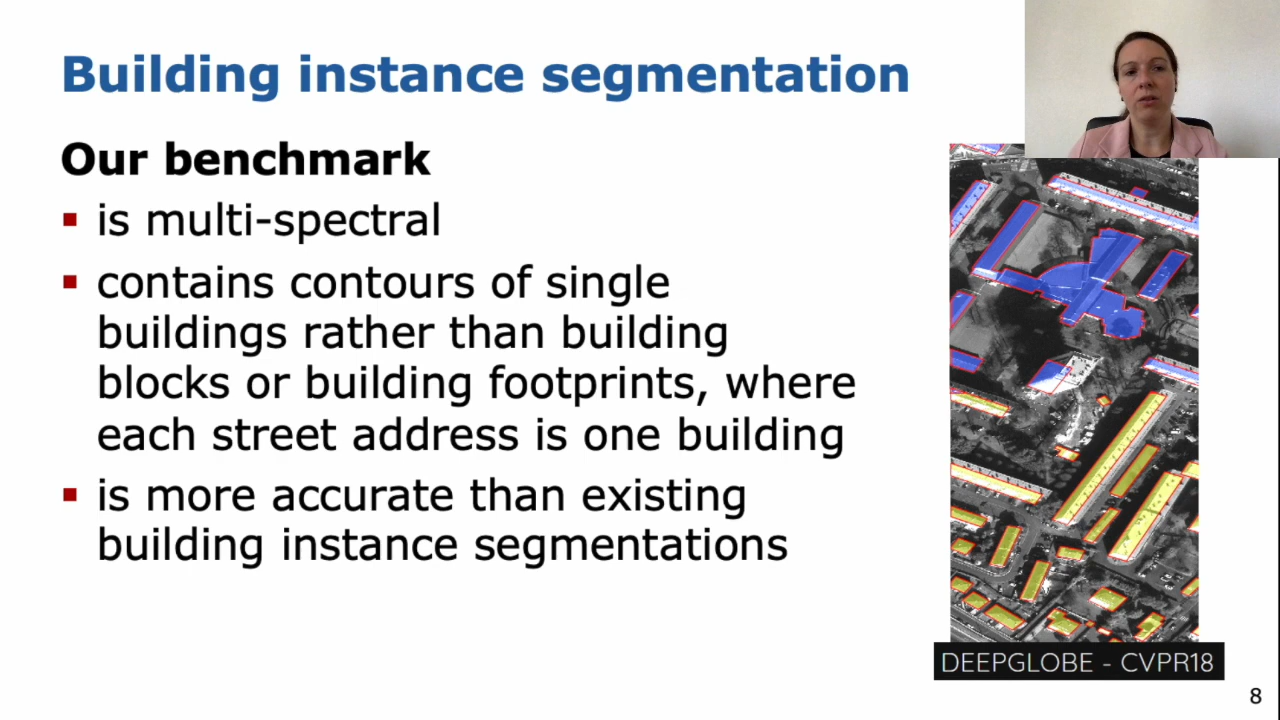 Building instance segmentation
Our benchmark
▪ is multi-spectral
▪ contains contours of single
buildings rather than building
blocks or building footprints, where
each street address is one building
▪ is more accurate than existing
building instance segmentations
DEEPGLOBE - CVPR18
8